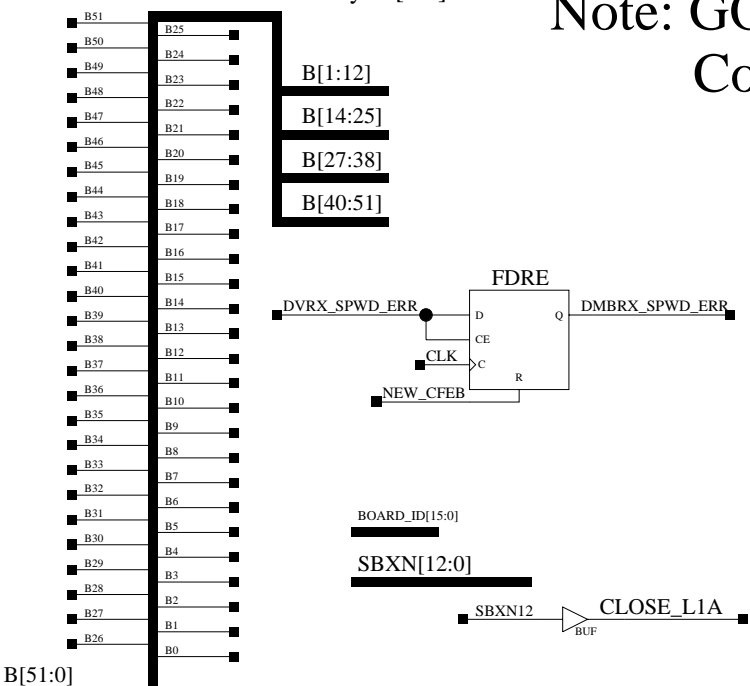 Note:
B51
B50
B49
B48
B47
B46
B45
B44
B43
B42
B41
B40
B39
B38
B37
B36
B35
B34
B33
B32
B31
B30
B29
B28
B27
B26
B[51:0]
B25
B24
B23
B22
B21
B20
B19
B18
B17
B16
B15
B14
B13
B12
B11
B10
B9
B8
B7
B6
B5
B4
B3
B2
B1
B0
B[1:12]
B[14:25]
B[27:38]
B[40:51]
FDRE
DVRX_SPWD_ERR
D
Q
DMBRX_SPWD_ERR
CE
CLK
C
R
NEW_CFEB
BOARD_ID[15:0]
SBXN[12:0]
SBXN12
BUF
CLOSE_L1A